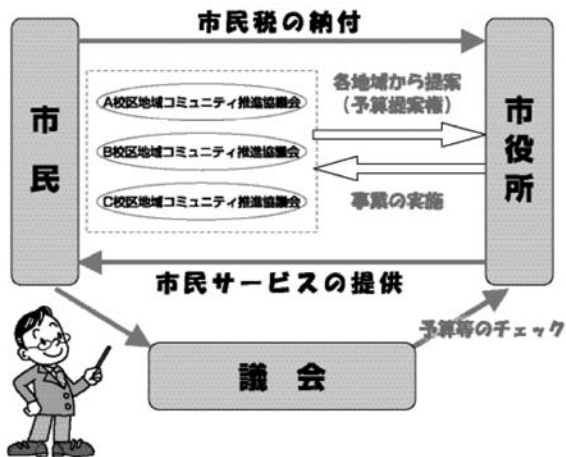 市民税の納付
市民
A校区地域コミュニティ推進協議会
B校区地域コミュニティ推進協議会
C校区地域コミュニティ推進協議会
各地域から提案
(予算提案権)
事業の実施
市役所
市民サービスの提供
予算等のチェック
議会